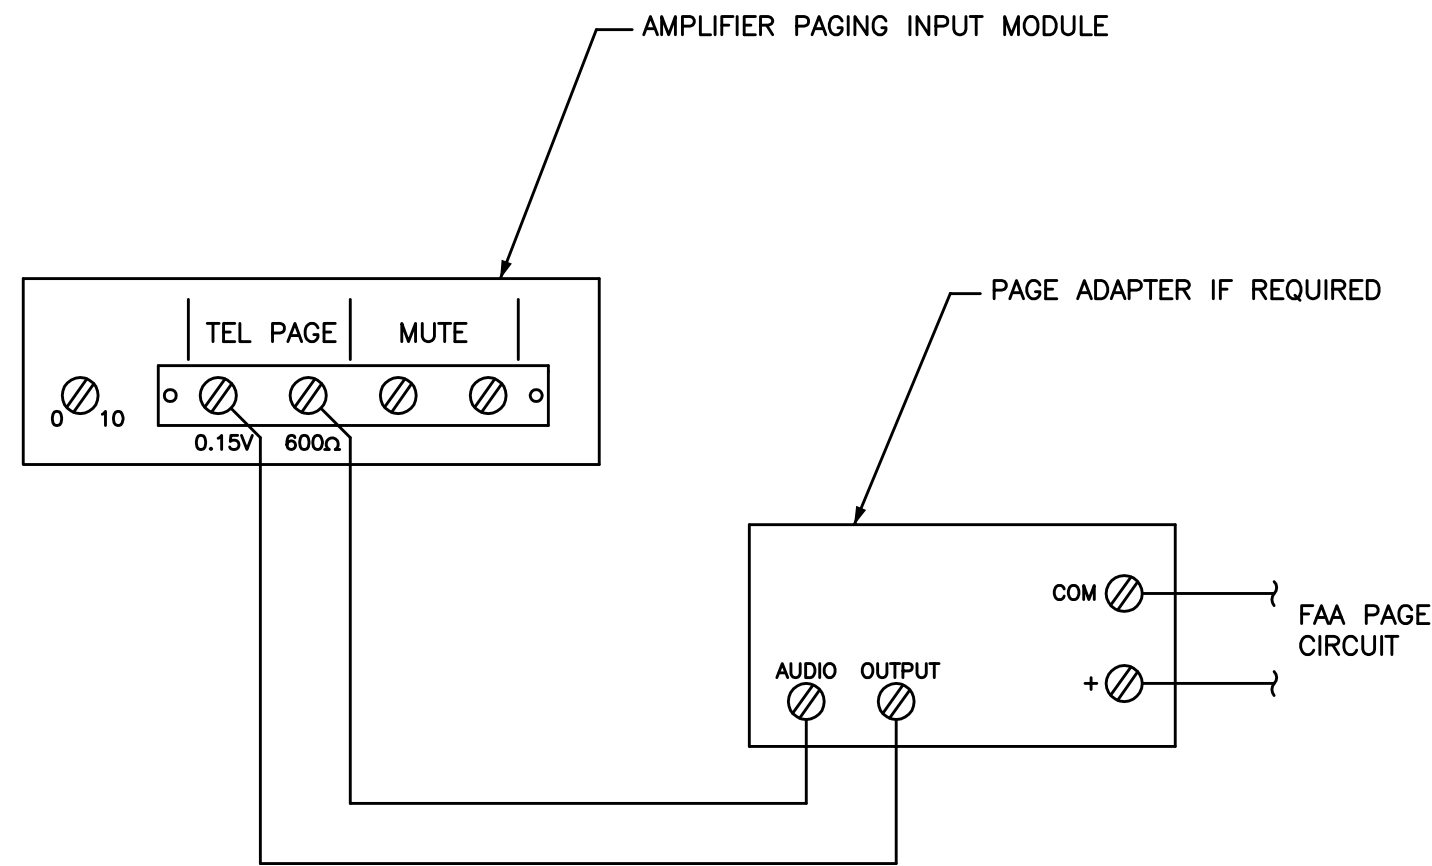 AMPLIFIER PAGING INPUT MODULE
PAGE ADAPTER IF REQUIRED
TEL PAGE
MUTE
0
10
0.15V
600Ω
COM
FAA PAGE
CIRCUIT
AUDIO
OUTPUT
+